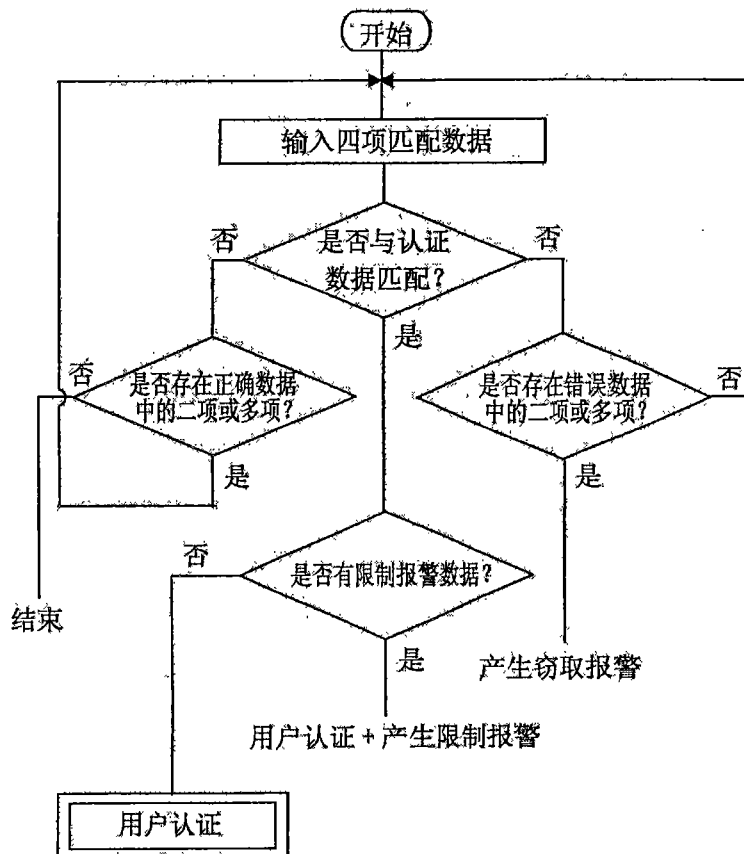 开始
输入四项匹配数据
否
是否与认证
数据匹配?
否
是
否
是否存在正确数据
中的二项或多项?
是否存在错误数据
中的二项或多项?
否
是
是
否
是否有限制报警数据?
结束
是
产生窃取报警
用户认证+产生限制报警
用户认证